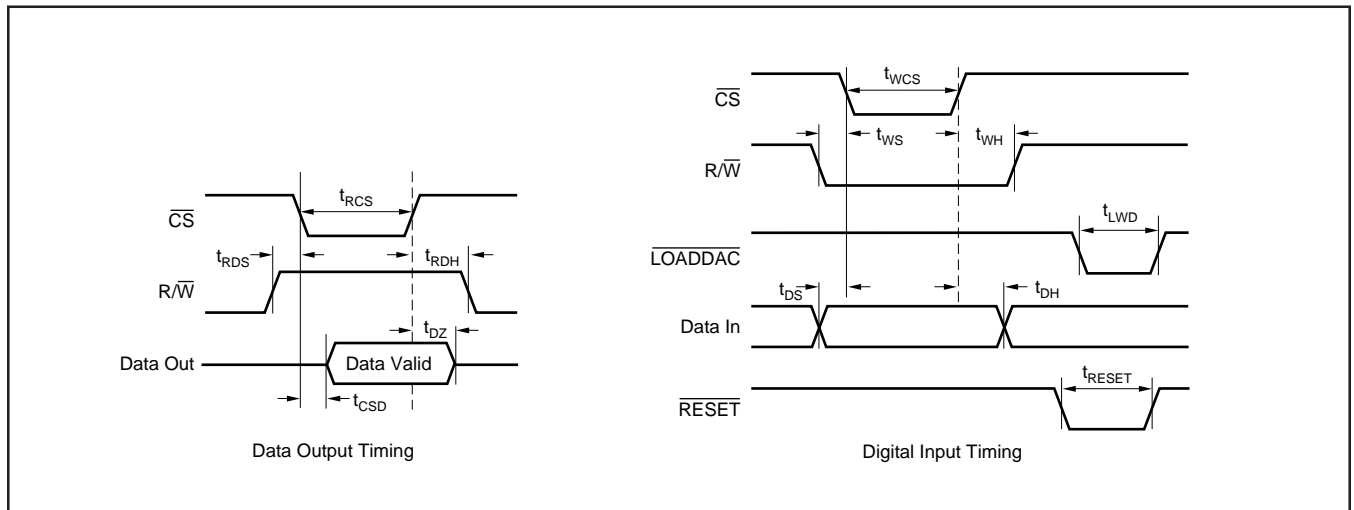 CS
tRCS
tRDS
tRDH
R/W
tDZ
Data Out
Data Valid
tCSD
Data Output Timing
CS
tWCS
tWS
tWH
R/W
tLWD
LOADDAC
tDS
tDH
Data In
tRESET
RESET
Digital Input Timing